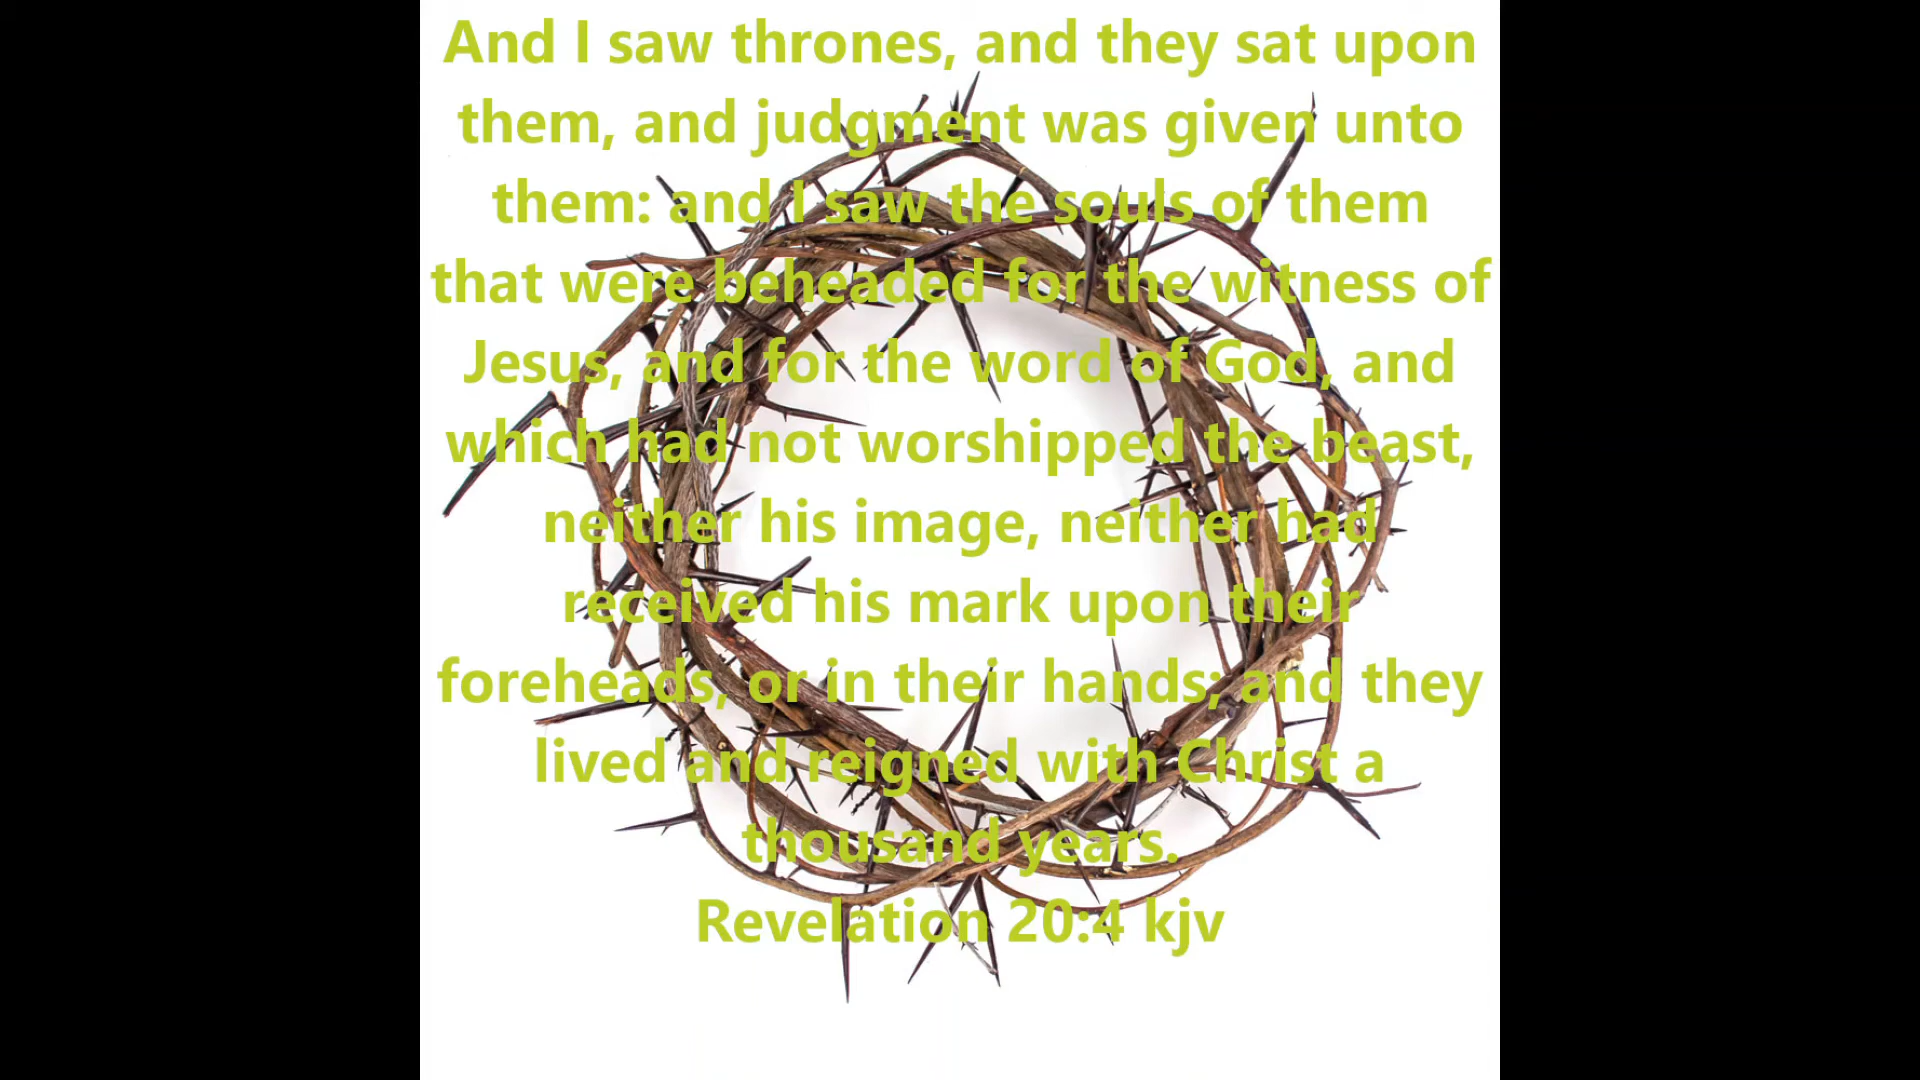 And I saw thrones, and they sat upon
them, and judgment was given unto
them: and I saw the souls of them
that were beheaded for the witness of
Jesus, and for the word of God, and
which had not worshipped the beast,
neither his image, neither had
received his mark upon their
foreheads, or in their hands; and they
lived and reigned with Christ a
thousand years.
Revelation 20:4 kjv